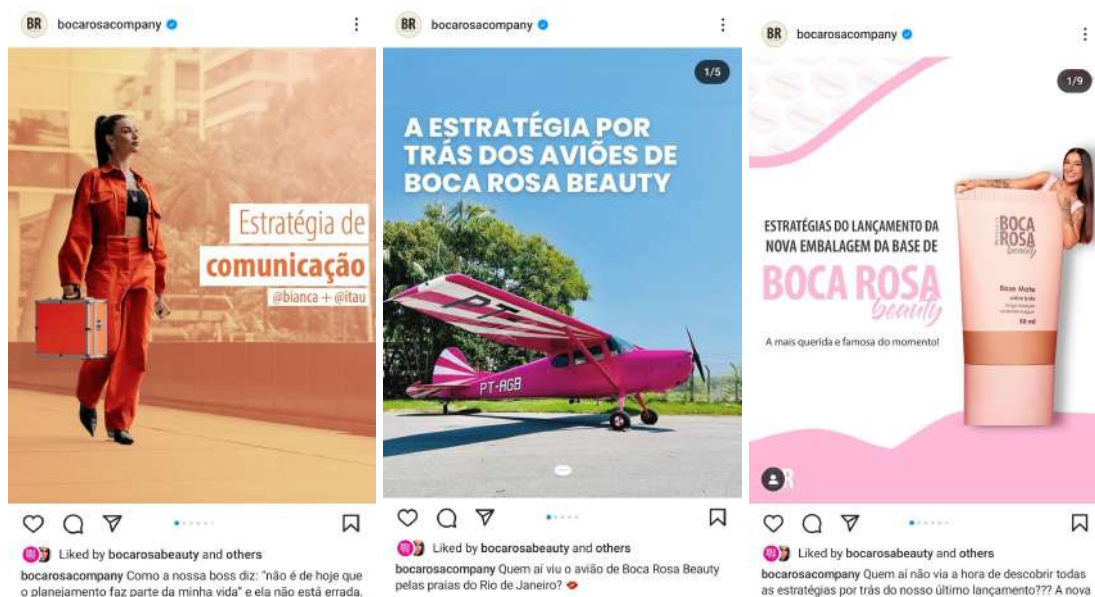 BR bocarosacompany
Estratégia de
comunicação
@bianca + @itau
Liked by bocarosabeauty and others
bocarosacompany Como a nossa boss diz: "não é de hoje que
o planejamento faz parte da minha vida" e ela não está errada.
BR bocarosacompany
1/5
A ESTRATÉGIA POR
TRÁS DOS AVIÕES DE
BOCA ROSA BEAUTY
PT
PT-AGB
Liked by bocarosabeauty and others
bocarosacompany Quem aí viu o avião de Boca Rosa Beauty
pelas praias do Rio de Janeiro? 💋
BR bocarosacompany
1/9
ESTRATÉGIAS DO LANÇAMENTO DA
NOVA EMBALAGEM DA BASE DE
BOCA ROSA
beauty
A mais querida e famosa do momento!
BOCA
ROSA
beauty
Base Mate
30 ml
Liked by bocarosabeauty and others
bocarosacompany Quem aí não via a hora de descobrir todas
as estratégias por trás do nosso último lançamento??? A nova